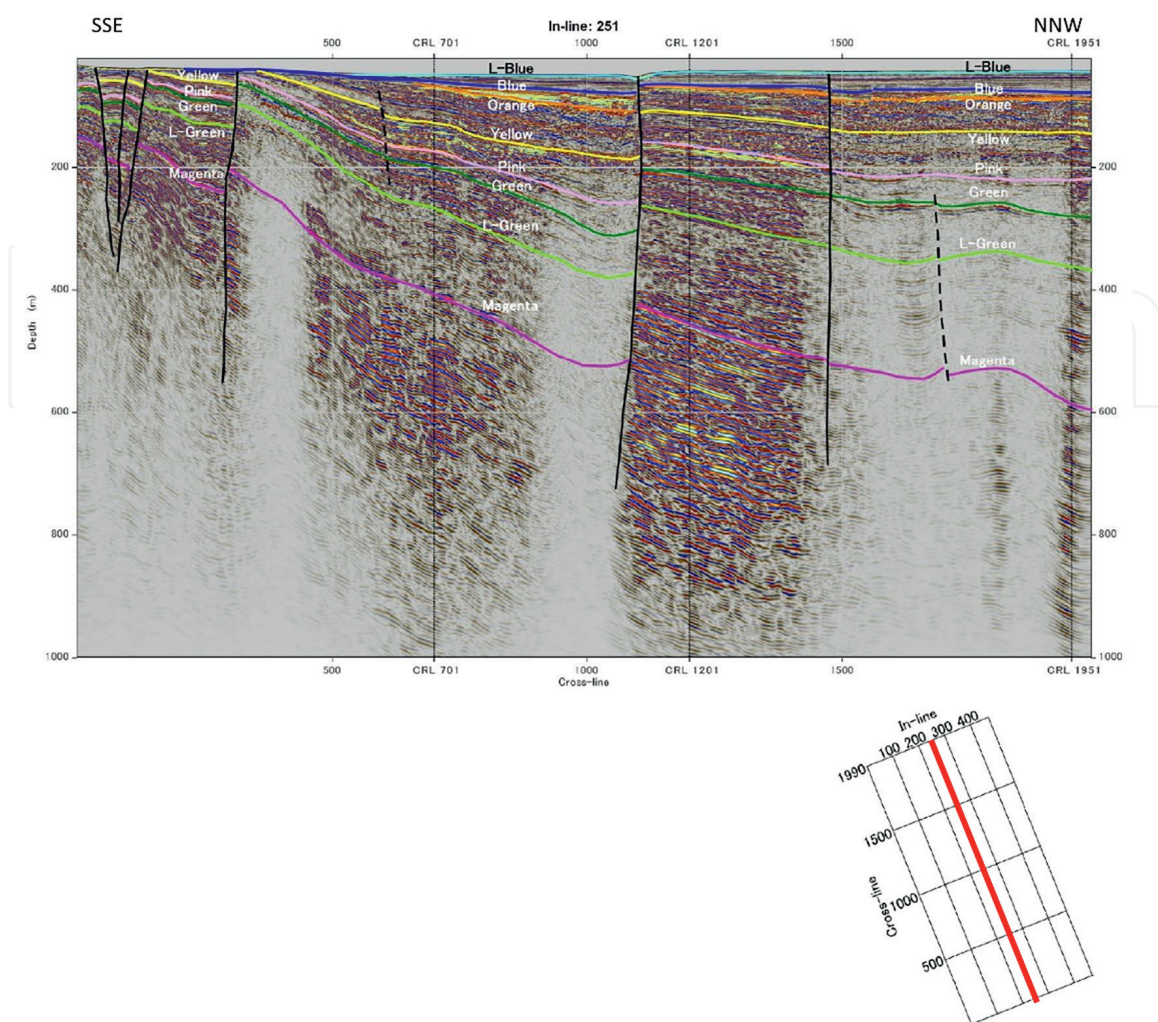 SSE In-line: 251 NNW
500 CRL 701 1000 CRL 1201 1500 CRL 1951
L-Blue L-Blue
Yellow Blue Blue
Pink Orange Orange
Green Yellow Yellow
L-Green Pink Pink
200 Magenta Green Green 200
L-Green L-Green
400 Magenta 400
Depth (m)
Magenta
600 600
800 800
1000 1000
500 CRL 701 1000 CRL 1201 1500 CRL 1951
Cross-line
In-line
1990 100 200 300 400
1500
1000
Cross-line
500